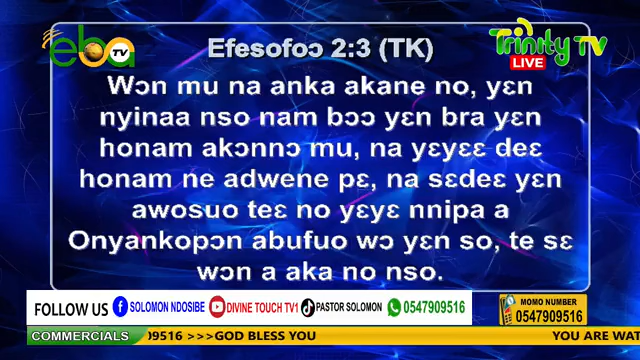 eba TV
Efesofoɔ 2:3 (TK)
Trinity TV
LIVE
Wɔn mu na anka akane no, yɛn
nyinaa nso nam bɔɔ yɛn bra yɛn
honam akɔnnɔ mu, na yɛyɛɛ deɛ
honam ne adwene pɛ, na sɛdeɛ yɛn
awosuo teɛ no yɛyɛ nnipa a
Onyankopɔn abufuo wɔ yɛn so, te sɛ
wɔn a aka no nso.
FOLLOW US
SOLOMON NDOSIBE
DIVINE TOUCH TV1
PASTOR SOLOMON
0547909516
MOMO NUMBER
0547909516
COMMERCIALS
09516 >>>GOD BLESS YOU
YOU ARE WAT